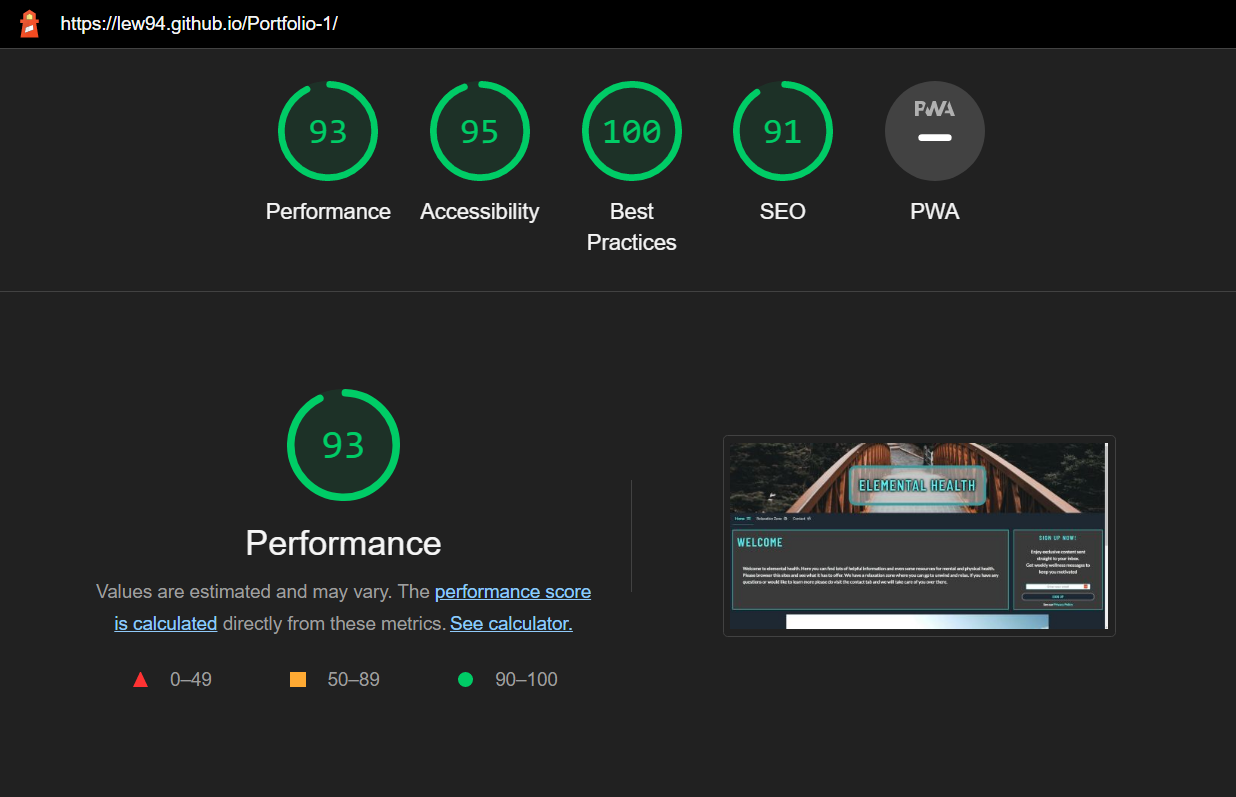 https://lew94.github.io/Portfolio-1/
93
95
100
91
PWA
Performance
Accessibility
Best
Practices
SEO
PWA
93
Performance
Values are estimated and may vary. The performance score
is calculated directly from these metrics. See calculator.
0–49
50–89
90–100
ELEMENTAL HEALTH
Home
Relaxation Zone
Contact
WELCOME
Welcome to elemental health. Here you can find lots of helpful information and even some resources for mental and physical health.
Please browser this sites and see what it has to offer. We have a relaxation zone where you can go to unwind and relax. If you have any
questions or would like to learn more please do visit the contact tab and we will take care of you over there.
SIGN UP NOW!
Enjoy exclusive content sent
straight to your inbox.
Get weekly wellness messages to
keep you motivated
SIGN UP
Privacy Policy